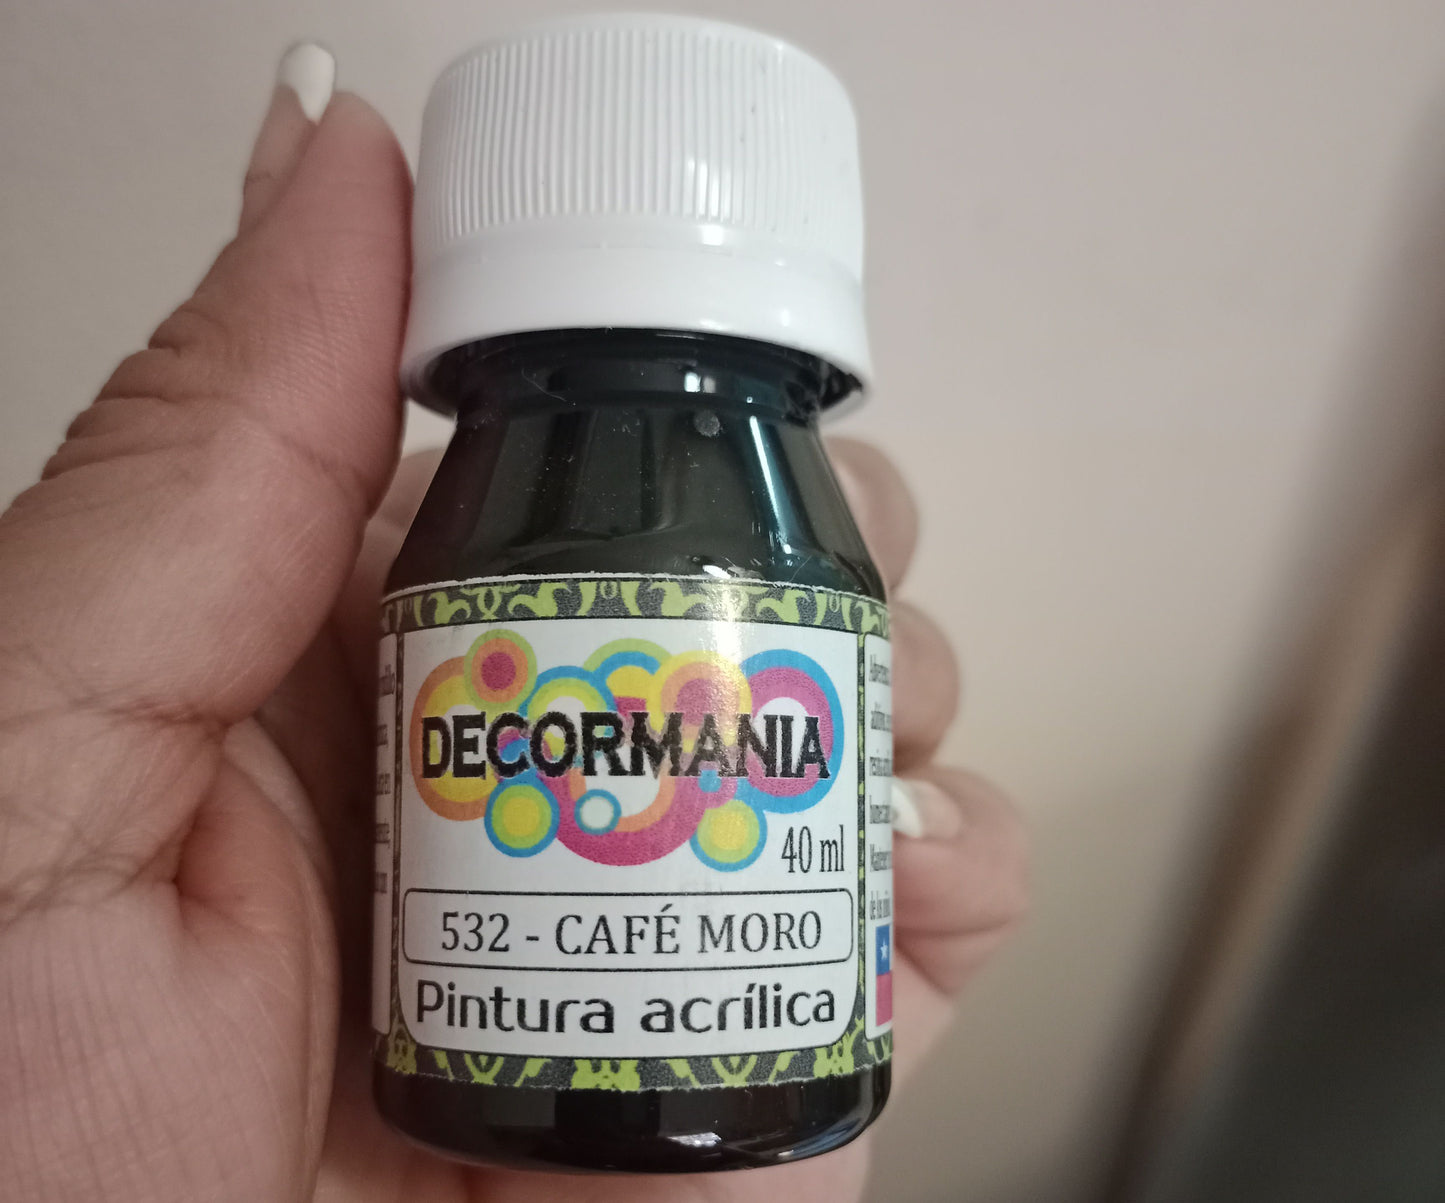 DECORMANIA
40 ml
532 - CAFÉ MORO
Pintura acrílica